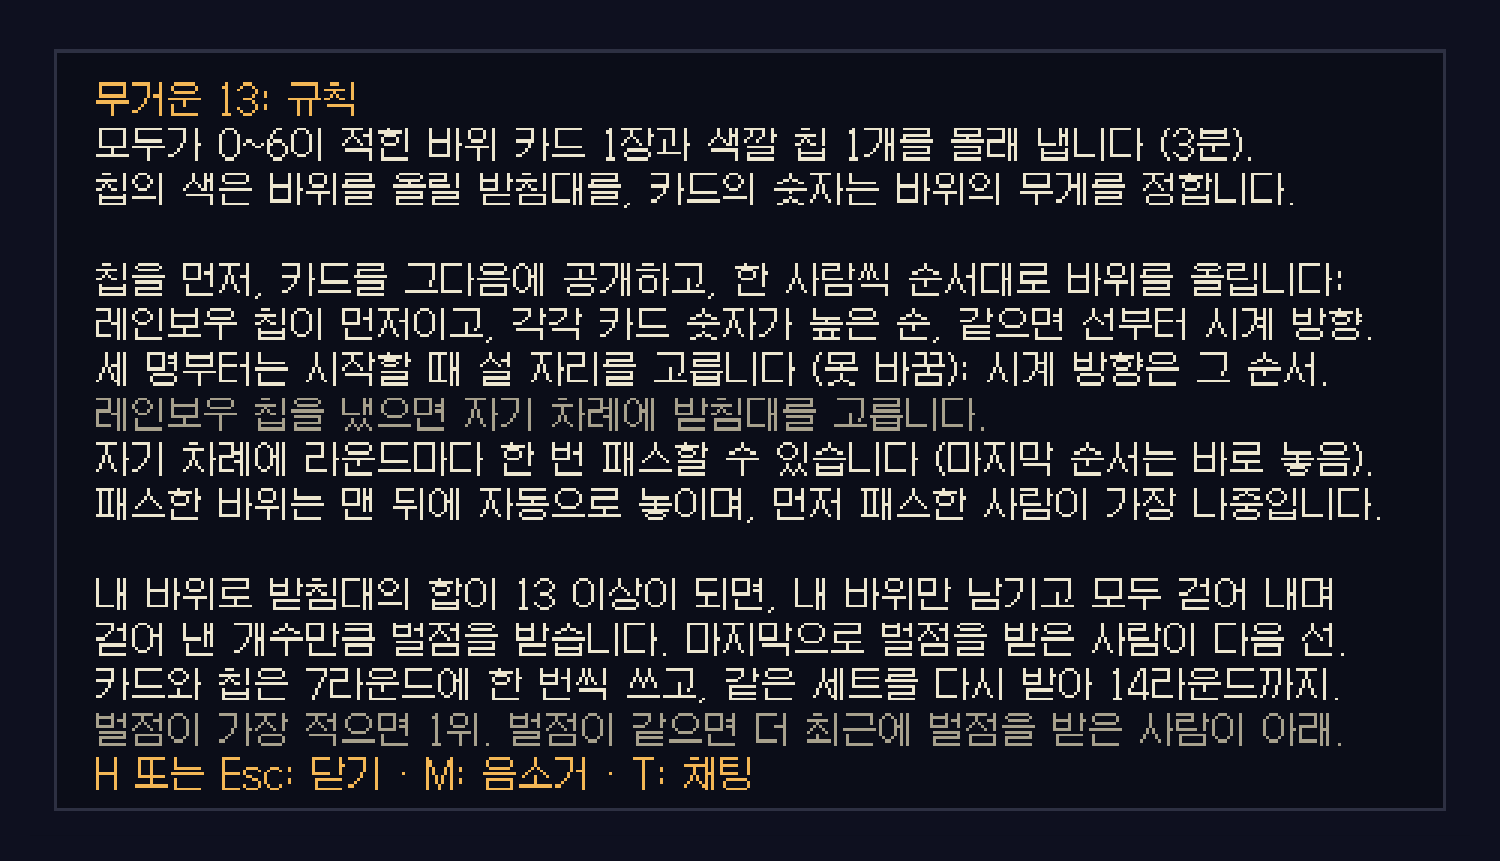 무거운 13: 규칙
모두가 0~6이 적힌 바위 카드 1장과 색깔 칩 1개를 몰래 냅니다 (3분).
칩의 색은 바위를 올릴 받침대를, 카드의 숫자는 바위의 무게를 정합니다.
칩을 먼저, 카드를 그다음에 공개하고, 한 사람씩 순서대로 바위를 올립니다:
레인보우 칩이 먼저이고, 각각 카드 숫자가 높은 순, 같으면 선부터 시계 방향.
세 명부터는 시작할 때 설 자리를 고릅니다 (못 바꿈): 시계 방향은 그 순서.
레인보우 칩을 냈으면 자기 차례에 받침대를 고릅니다.
자기 차례에 라운드마다 한 번 패스할 수 있습니다 (마지막 순서는 바로 놓음).
패스한 바위는 맨 뒤에 자동으로 놓이며, 먼저 패스한 사람이 가장 나중입니다.
내 바위로 받침대의 합이 13 이상이 되면, 내 바위만 남기고 모두 걷어 내며
걷어 낸 개수만큼 벌점을 받습니다. 마지막으로 벌점을 받은 사람이 다음 선.
카드와 칩은 7라운드에 한 번씩 쓰고, 같은 세트를 다시 받아 14라운드까지.
벌점이 가장 적으면 1위. 벌점이 같으면 더 최근에 벌점을 받은 사람이 아래.
H 또는 Esc: 닫기 · M: 음소거 · T: 채팅